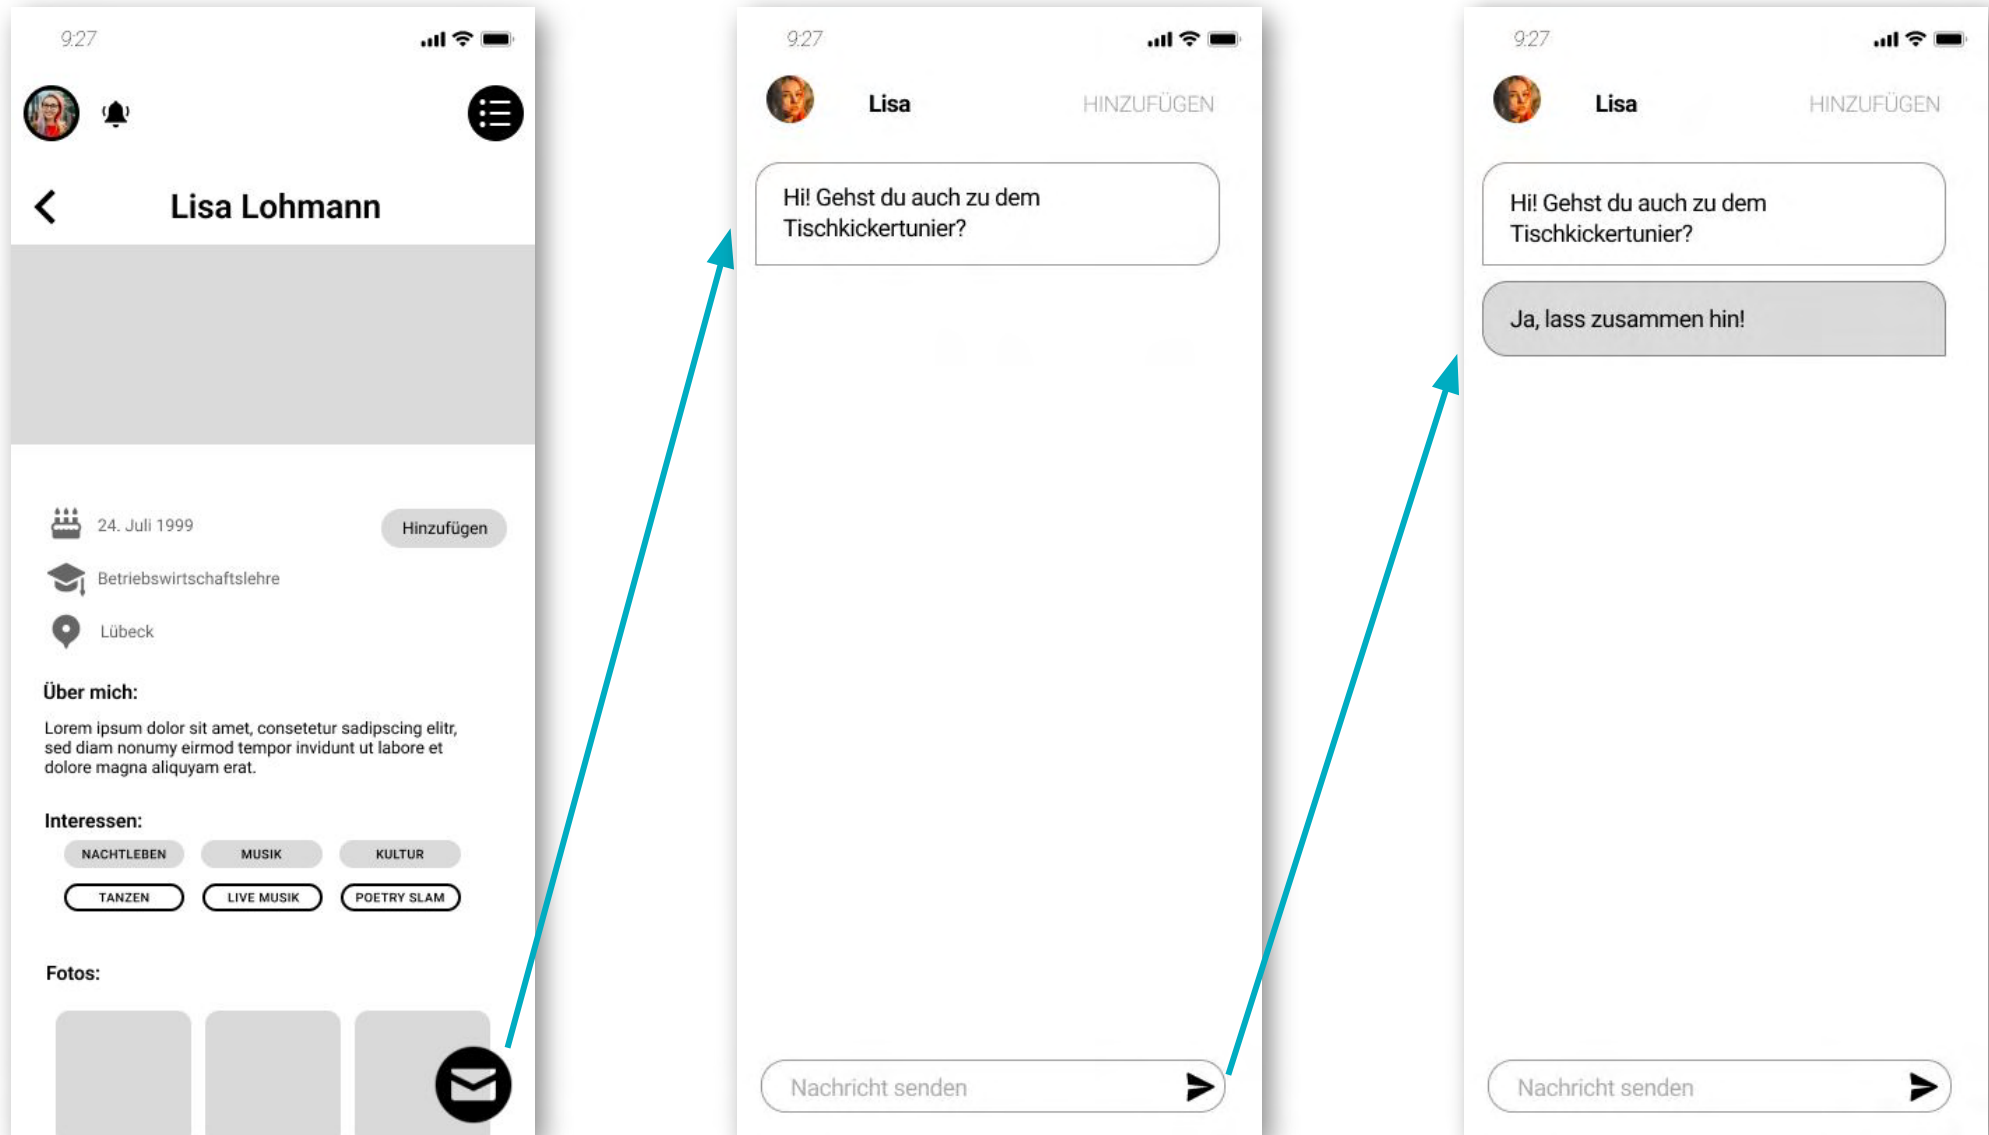 9:27
Lisa Lohmann
24. Juli 1999
Hinzufügen
Betriebswirtschaftslehre
Lübeck
Über mich:
Lorem ipsum dolor sit amet, consetetur sadipscing elitr,
sed diam nonumy eirmod tempor invidunt ut labore et
dolore magna aliquyam erat.
Interessen:
NACHTLEBEN
MUSIK
KULTUR
TANZEN
LIVE MUSIK
POETRY SLAM
Fotos:
9:27
Lisa
HINZUFÜGEN
Hi! Gehst du auch zu dem
Tischkickertunier?
Nachricht senden
9:27
Lisa
HINZUFÜGEN
Hi! Gehst du auch zu dem
Tischkickertunier?
Ja, lass zusammen hin!
Nachricht senden